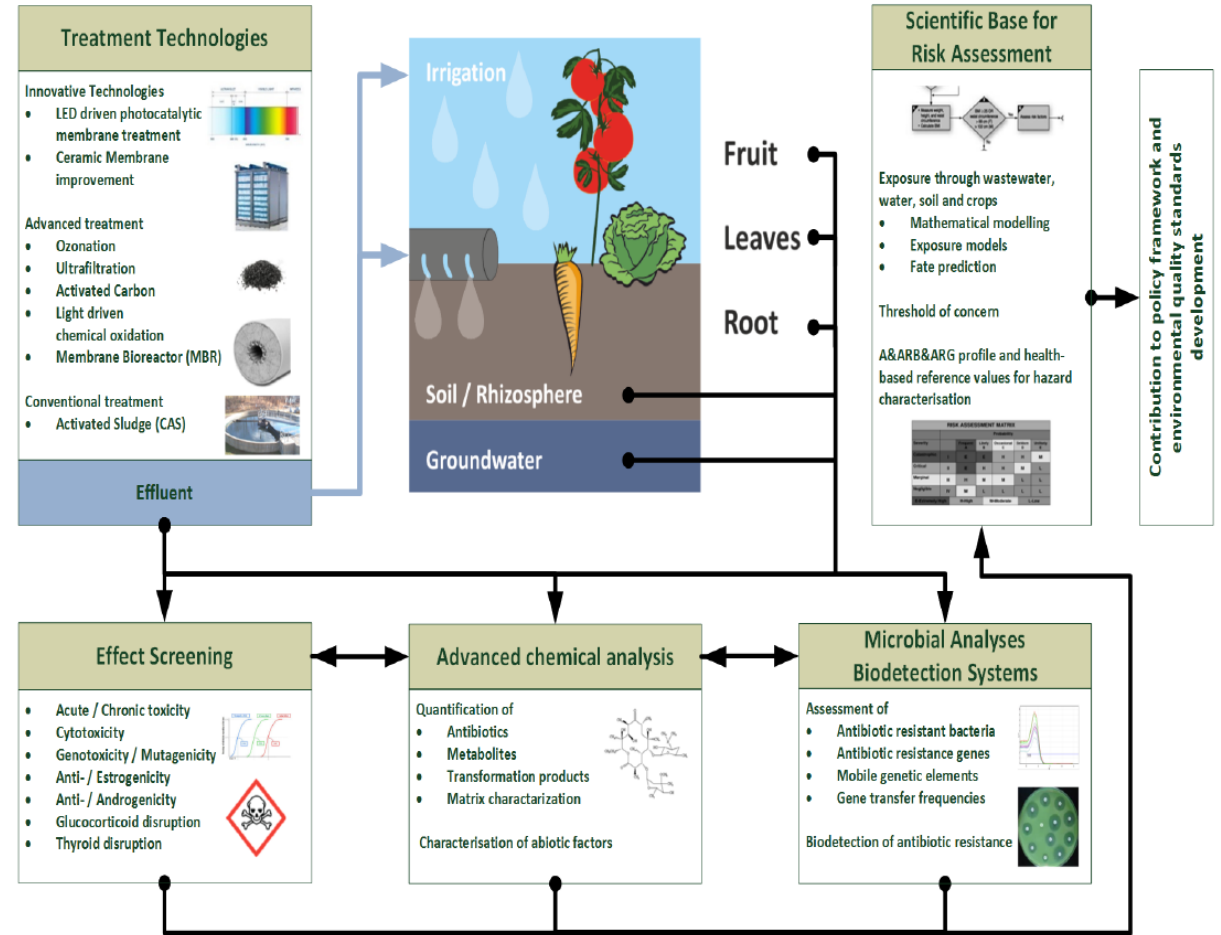 Treatment Technologies
Innovative Technologies
• LED driven photocatalytic
membrane treatment
• Ceramic Membrane
improvement
Advanced treatment
• Ozonation
• Ultrafiltration
• Activated Carbon
• Light driven
chemical oxidation
• Membrane Bioreactor (MBR)
Conventional treatment
• Activated Sludge (CAS)
Effluent
Irrigation
Soil / Rhizosphere
Groundwater
Fruit
Leaves
Root
Scientific Base for
Risk Assessment
Exposure through wastewater,
water, soil and crops
• Mathematical modelling
• Exposure models
• Fate prediction
Threshold of concern
A&ARB&ARG profile and health-
based reference values for hazard
characterisation
RISK ASSESSMENT MATRIX
Contribution to policy framework and
environmental quality standards
development
Effect Screening
• Acute / Chronic toxicity
• Cytotoxicity
• Genotoxicity / Mutagenicity
• Anti- / Estrogenicity
• Anti- / Androgenicity
• Glucocorticoid disruption
• Thyroid disruption
Advanced chemical analysis
Quantification of
• Antibiotics
• Metabolites
• Transformation products
• Matrix charactarization
Characterisation of abiotic factors
Microbial Analyses
Biodetection Systems
Assessment of
• Antibiotic resistant bacteria
• Antibiotic resistance genes
• Mobile genetic elements
• Gene transfer frequencies
Biodetection of antibiotic resistance